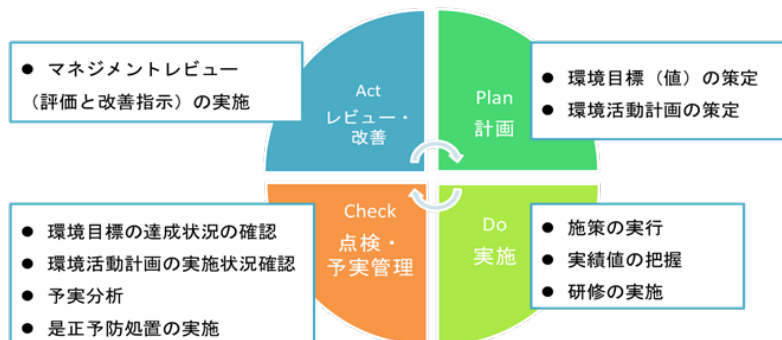 ● マネジメントレビュー
（評価と改善指示）の実施
Act
レビュー・
改善
Plan
計画
● 環境目標（値）の策定
● 環境活動計画の策定
● 環境目標の達成状況の確認
● 環境活動計画の実施状況確認
● 予実分析
● 是正予防処置の実施
Check
点検・
予実管理
Do
実施
● 施策の実行
● 実績値の把握
● 研修の実施